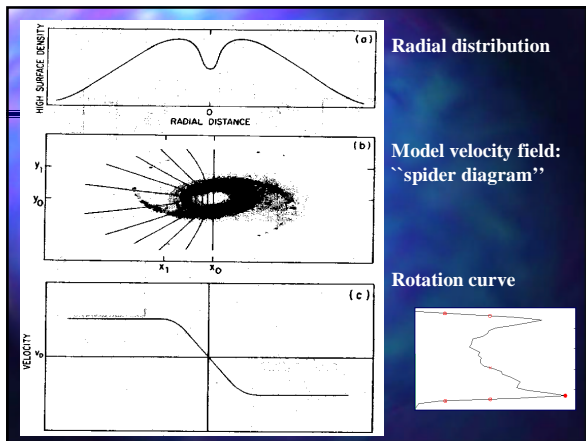 (a)
HIGH SURFACE DENSITY
0
RADIAL DISTANCE
Radial distribution
(b)
y1
y0
x1 x0
Model velocity field:
``spider diagram’’
(c)
VELOCITY
v0
Rotation curve